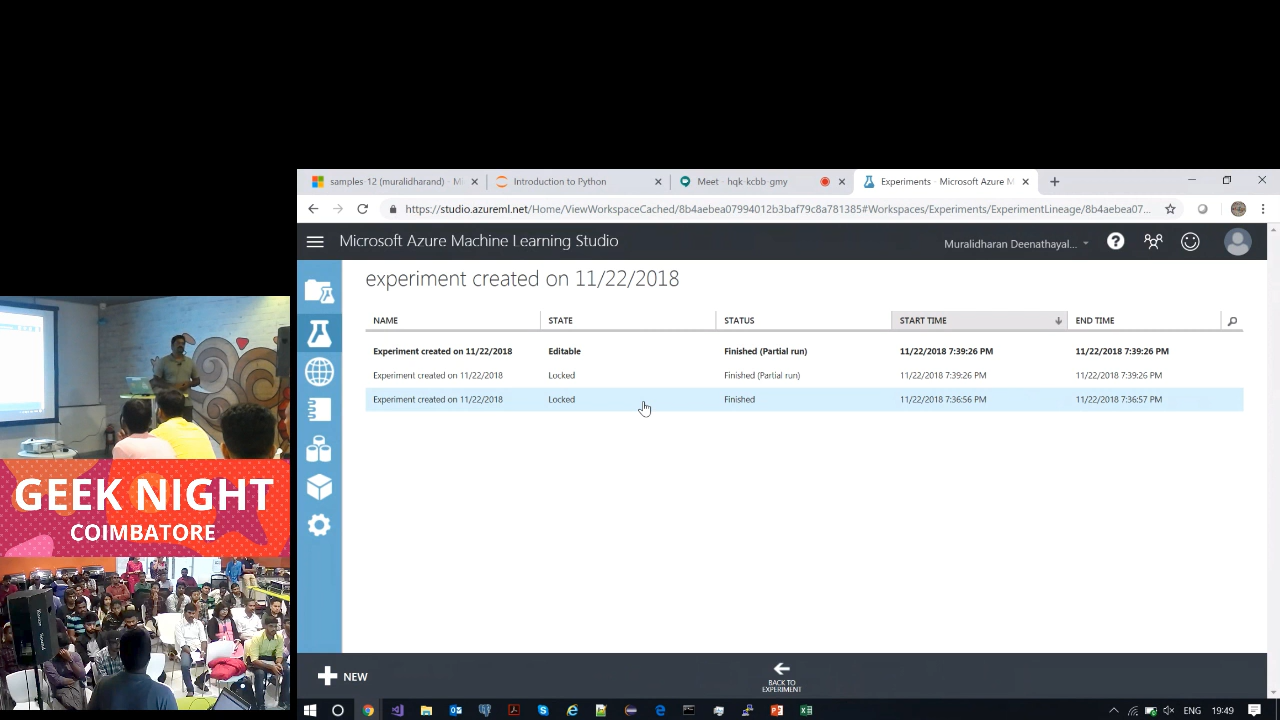 samples-12 (muralidharand) - Mi
Introduction to Python
Meet - hqk-kcbb-gmy
Experiments - Microsoft Azure M
https://studio.azureml.net/Home/ViewWorkspaceCached/8b4aebea07994012b3baf79c8a781385#Workspaces/Experiments/ExperimentLineage/8b4aebea07...
Microsoft Azure Machine Learning Studio
Muralidharan Deenathayal...
experiment created on 11/22/2018
NAME STATE STATUS START TIME END TIME
Experiment created on 11/22/2018 Editable Finished (Partial run) 11/22/2018 7:39:26 PM 11/22/2018 7:39:26 PM
Experiment created on 11/22/2018 Locked Finished (Partial run) 11/22/2018 7:39:26 PM 11/22/2018 7:39:26 PM
Experiment created on 11/22/2018 Locked Finished 11/22/2018 7:36:56 PM 11/22/2018 7:36:57 PM
GEEK NIGHT
COIMBATORE
NEW
BACK TO
EXPERIMENT
ENG 19:49